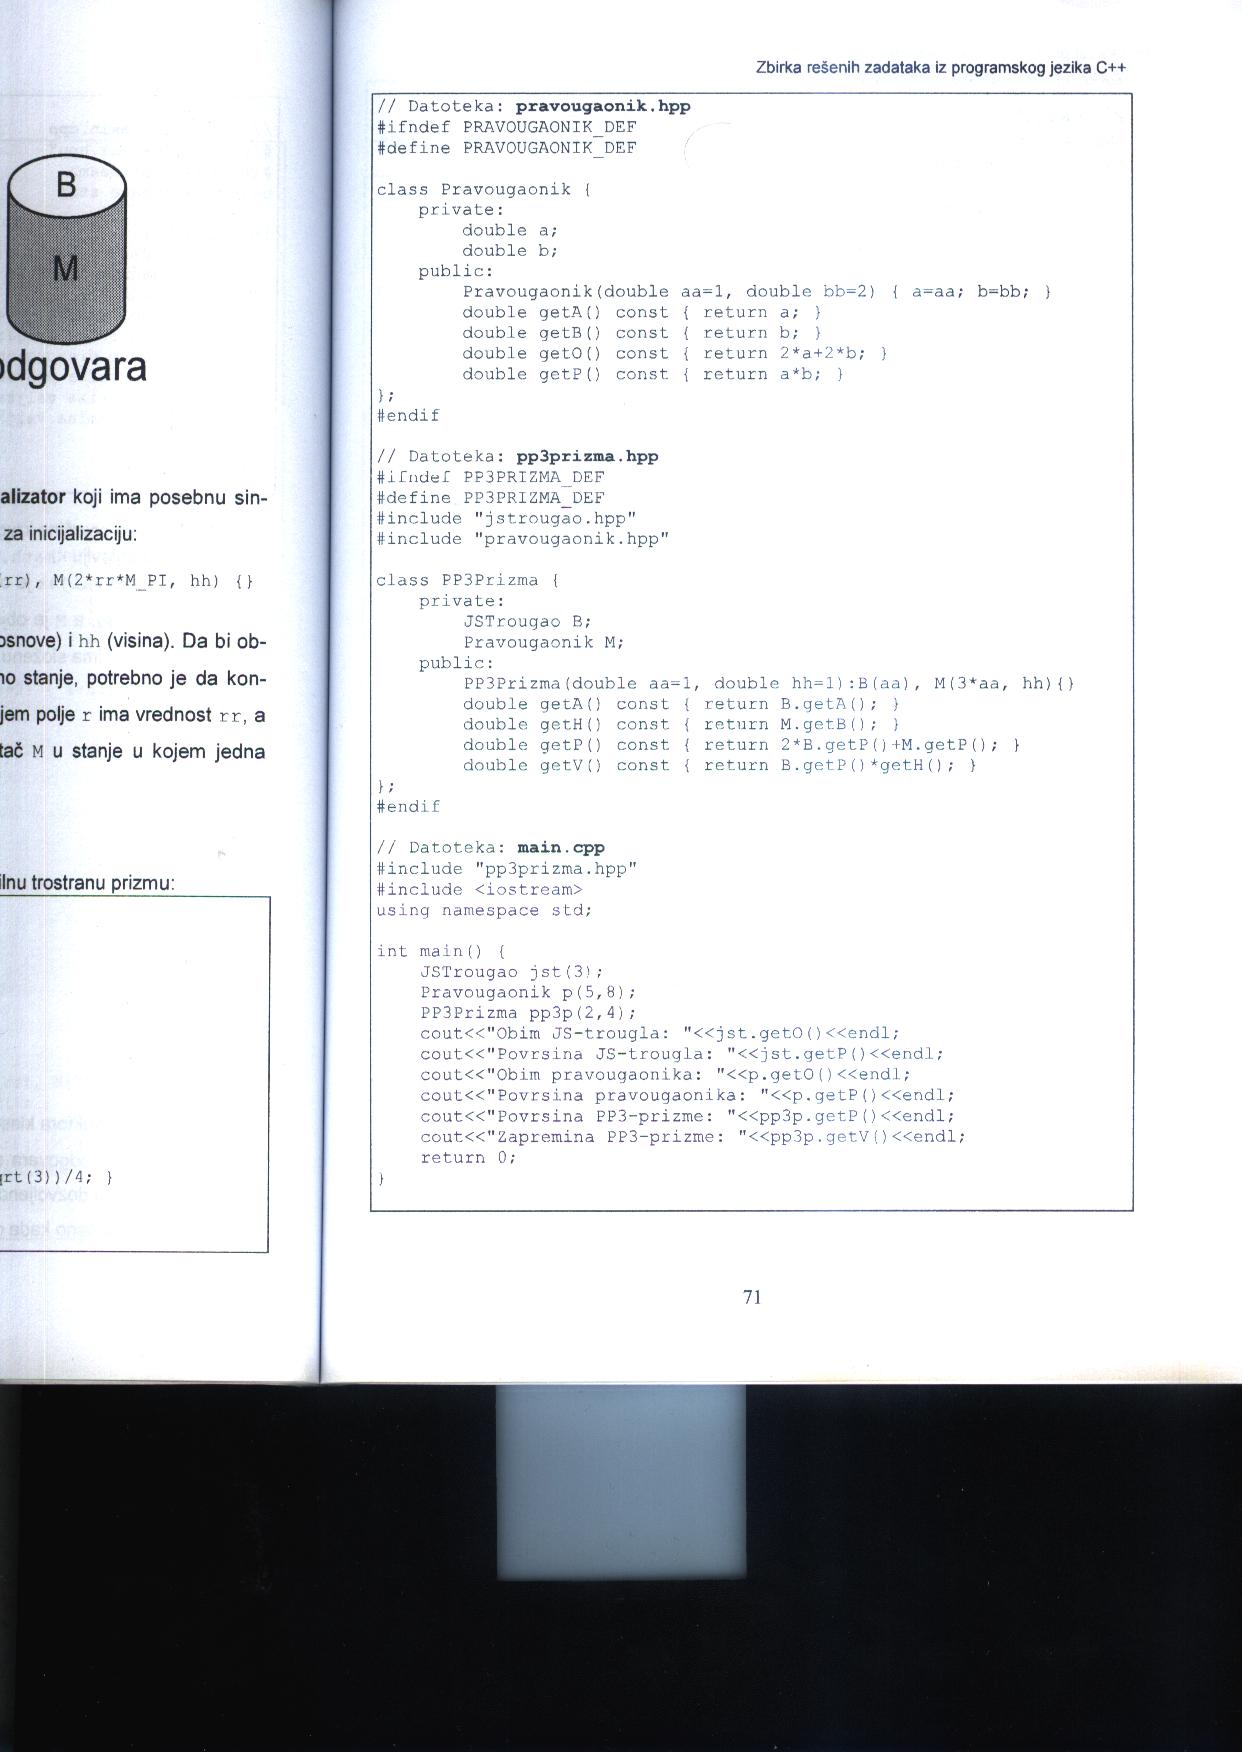 B
M
odgovara
alizator koji ima posebnu sin-
za inicijalizaciju:
(rr), M(2*rr*M_PI, hh) {}
osnove) i hh (visina). Da bi ob-
no stanje, potrebno je da kon-
jem polje r ima vrednost rr, a
tač M u stanje u kojem jedna
ilnu trostranu prizmu:
qrt(3))/4; }
Zbirka rešenih zadataka iz programskog jezika C++
// Datoteka: pravougaonik.hpp
#ifndef PRAVOUGAONIK_DEF
#define PRAVOUGAONIK_DEF
class Pravougaonik {
private:
double a;
double b;
public:
Pravougaonik(double aa=1, double bb=2) { a=aa; b=bb; }
double getA() const { return a; }
double getB() const { return b; }
double getO() const { return 2*a+2*b; }
double getP() const { return a*b; }
};
#endif
// Datoteka: pp3prizma.hpp
#ifndef PP3PRIZMA_DEF
#define PP3PRIZMA_DEF
#include "jstrougao.hpp"
#include "pravougaonik.hpp"
class PP3Prizma {
private:
JSTrougao B;
Pravougaonik M;
public:
PP3Prizma(double aa=1, double hh=1):B(aa), M(3*aa, hh){}
double getA() const { return B.getA(); }
double getH() const { return M.getB(); }
double getP() const { return 2*B.getP()+M.getP(); }
double getV() const { return B.getP()*getH(); }
};
#endif
// Datoteka: main.cpp
#include "pp3prizma.hpp"
#include <iostream>
using namespace std;
int main() {
JSTrougao jst(3);
Pravougaonik p(5,8);
PP3Prizma pp3p(2,4);
cout<<"Obim JS-trougla: "<<jst.getO()<<endl;
cout<<"Povrsina JS-trougla: "<<jst.getP()<<endl;
cout<<"Obim pravougaonika: "<<p.getO()<<endl;
cout<<"Povrsina pravougaonika: "<<p.getP()<<endl;
cout<<"Povrsina PP3-prizme: "<<pp3p.getP()<<endl;
cout<<"Zapremina PP3-prizme: "<<pp3p.getV()<<endl;
return 0;
}
71